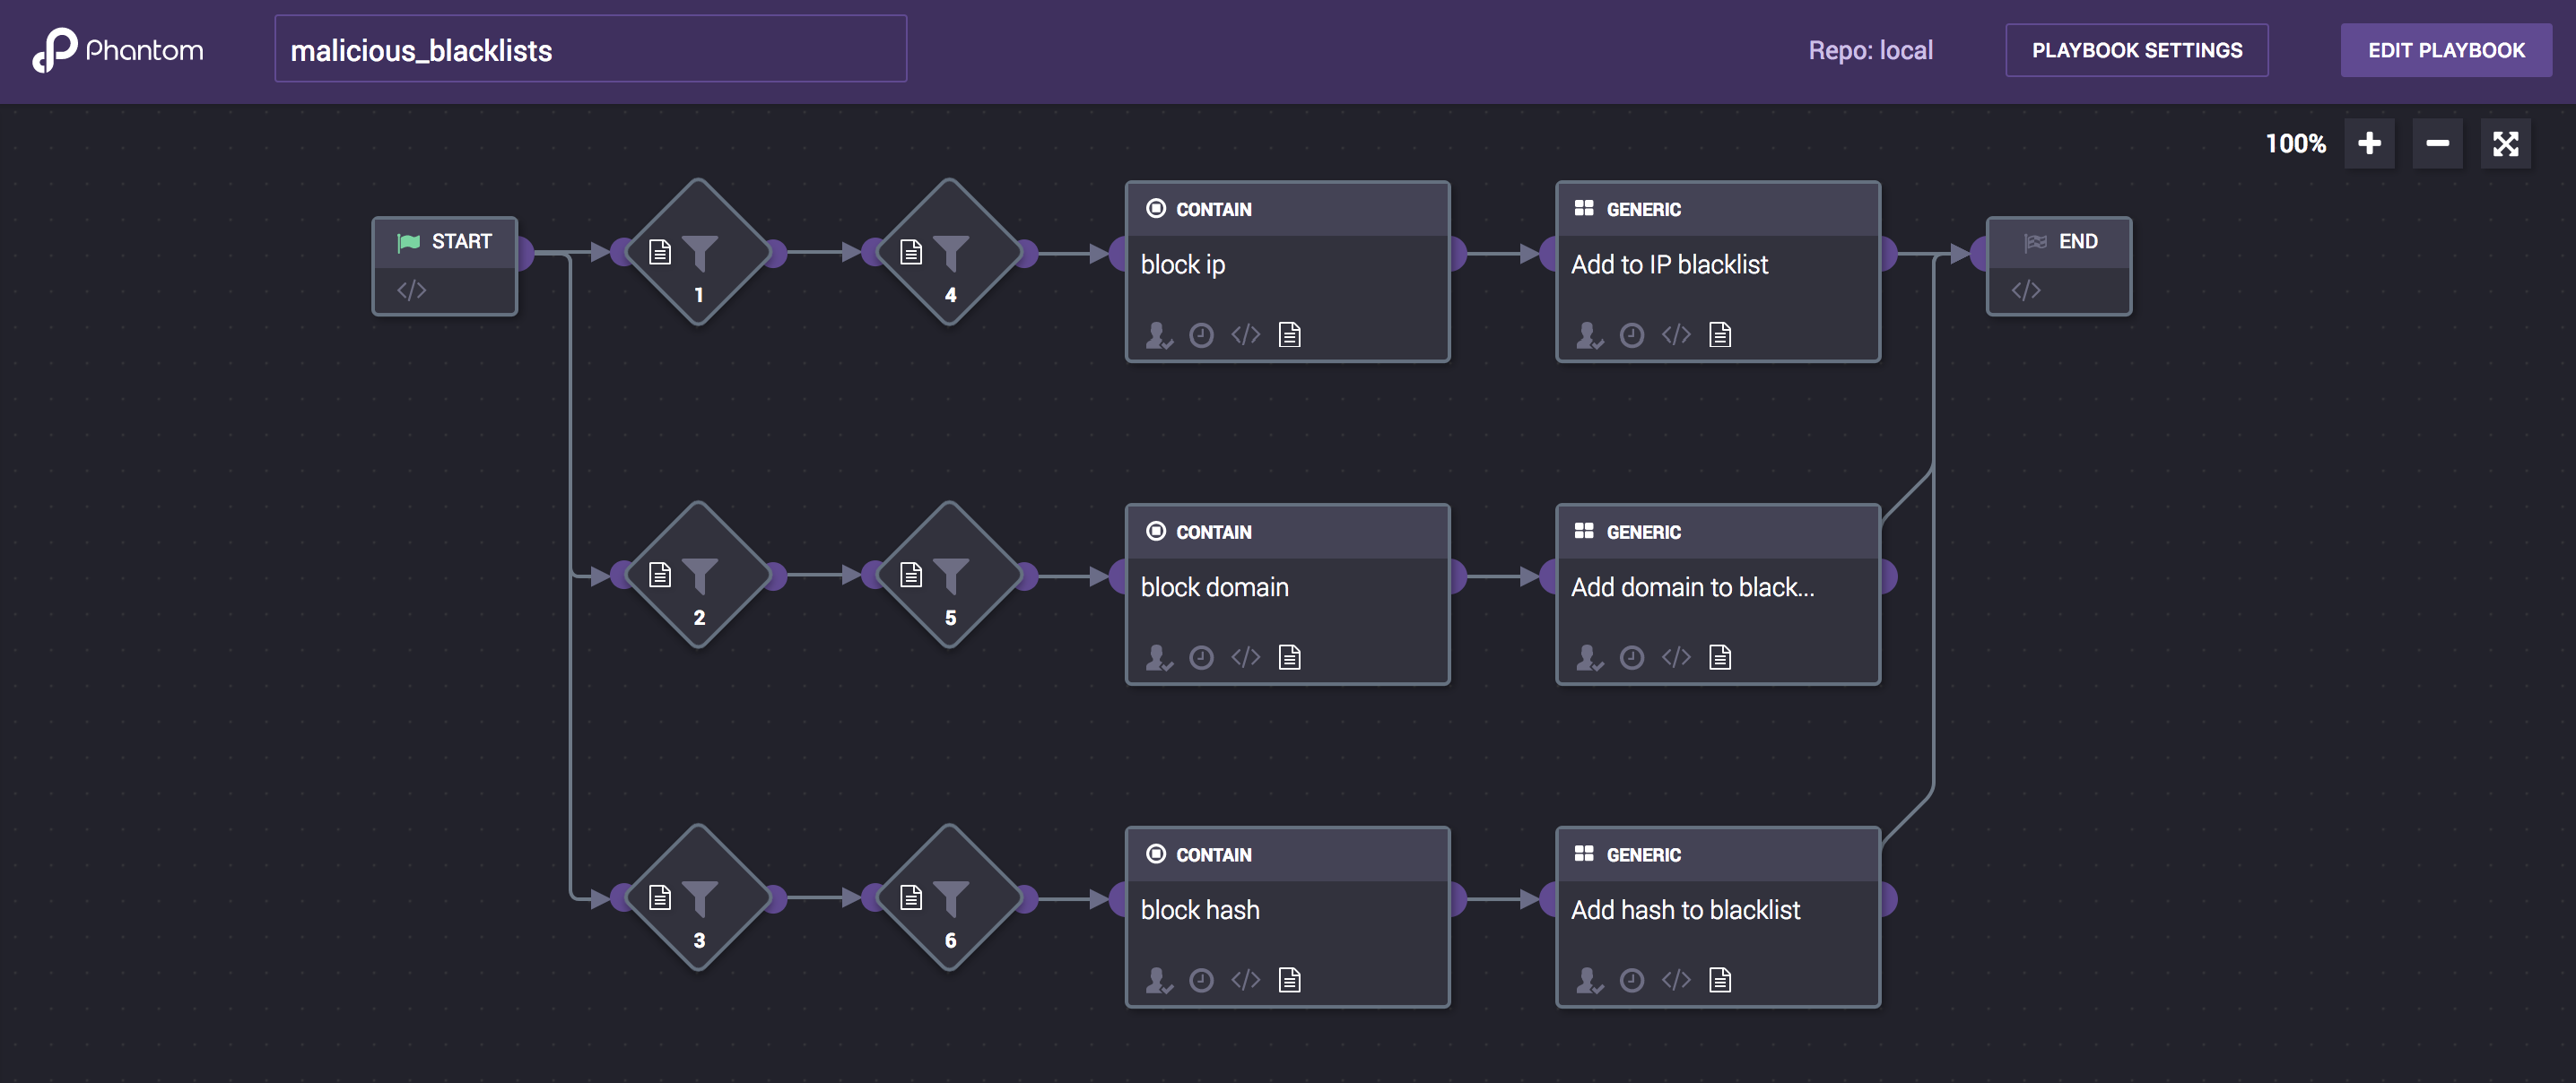 Phantom
malicious_blacklists
Repo: local
PLAYBOOK SETTINGS
EDIT PLAYBOOK
100%
START
</>
1
4
CONTAIN
block ip
</>
GENERIC
Add to IP blacklist
</>
END
</>
2
5
CONTAIN
block domain
</>
GENERIC
Add domain to black...
</>
3
6
CONTAIN
block hash
</>
GENERIC
Add hash to blacklist
</>